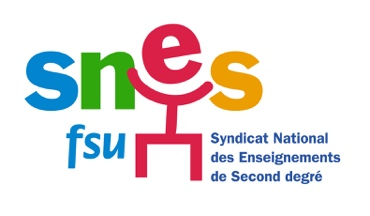 snes
fsu
Syndicat National
des Enseignements
de Second degré